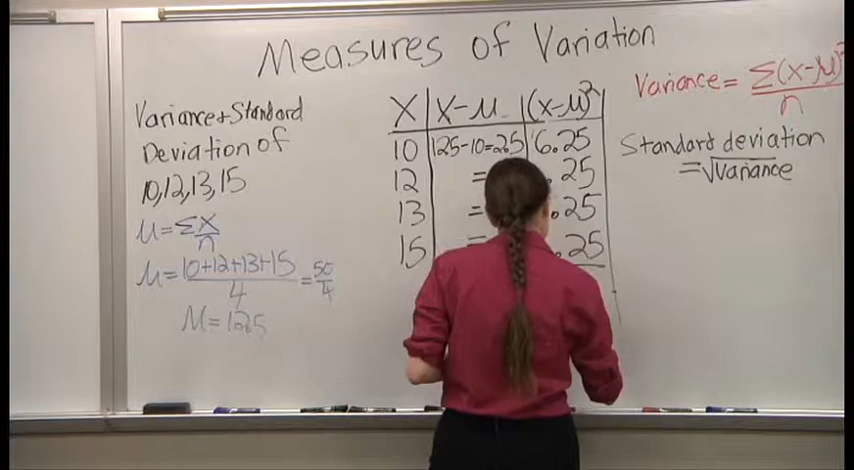 Measures of Variation
Variance + Standard
Deviation of
10, 12, 13, 15
μ = Σ x/n
μ = 10+12+13+15 / 4 = 50/4
μ = 12.5
X | X - μ | (x-μ)²
10 | 12.5-10=2.5 | 6.25
12 | = .25
13 | = .25
15 | = .25
Variance = Σ(x-μ)² / n
Standard deviation
= √variance